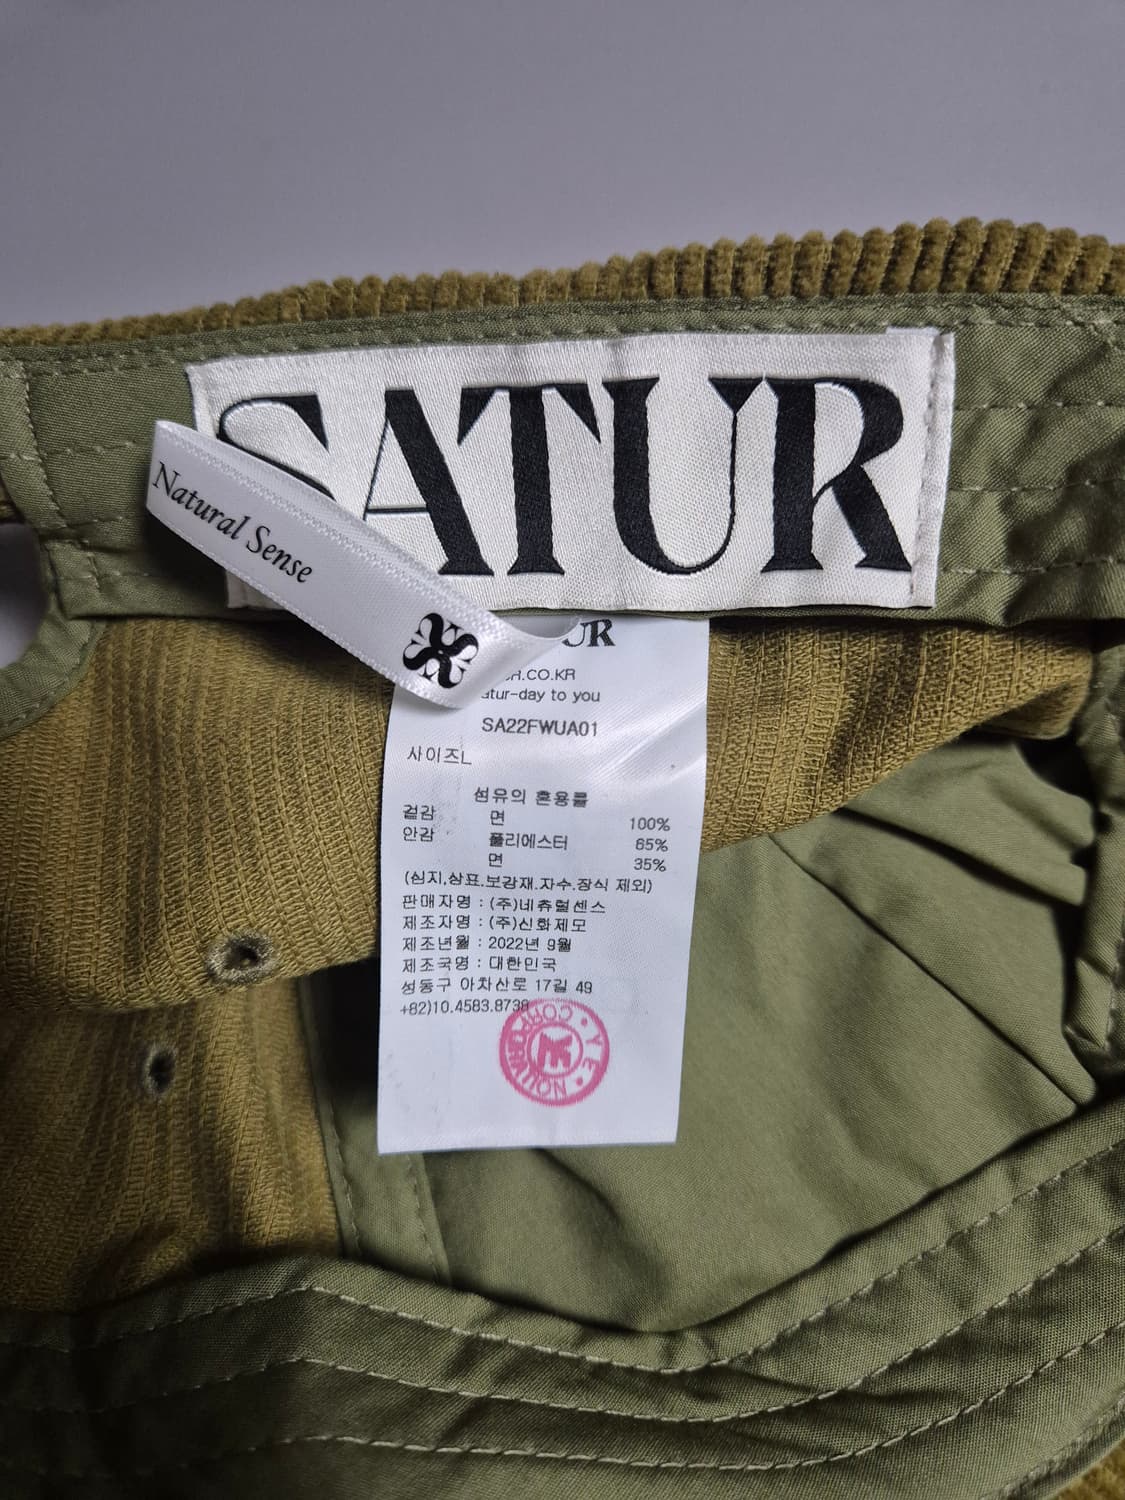 SATUR
Natural Sense
UR
.CO.KR
atur-day to you
SA22FWUA01
사이즈L
섬유의 혼용률
겉감 면 100%
안감 폴리에스터 65%
면 35%
(심지,상표.보강재.자수.장식 제외)
판매자명 : (주)네츄럴센스
제조자명 : (주)신화제모
제조년월 : 2022년 9월
제조국명 : 대한민국
성동구 아차산로 17길 49
+82)10.4583.8738
YE CORPORATION